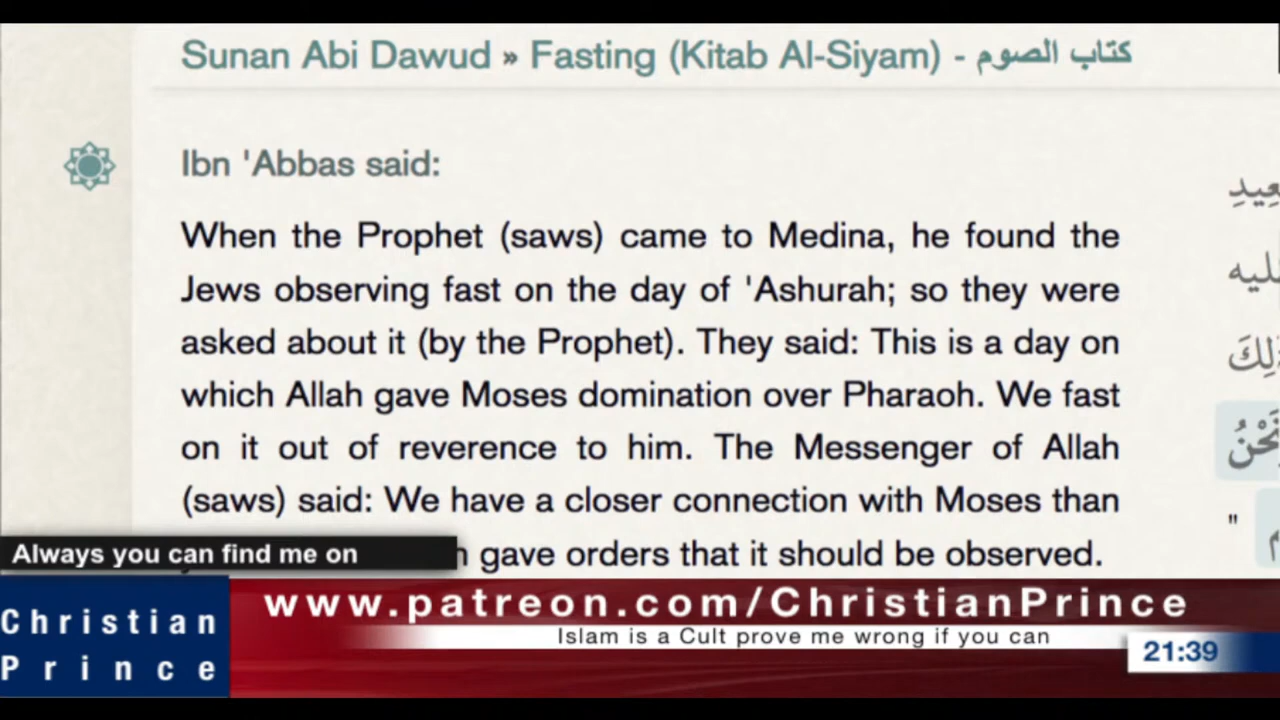 Sunan Abi Dawud » Fasting (Kitab Al-Siyam) - كتاب الصوم
Ibn 'Abbas said:
When the Prophet (saws) came to Medina, he found the
Jews observing fast on the day of 'Ashurah; so they were
asked about it (by the Prophet). They said: This is a day on
which Allah gave Moses domination over Pharaoh. We fast
on it out of reverence to him. The Messenger of Allah
(saws) said: We have a closer connection with Moses than
gave orders that it should be observed.
Always you can find me on
Christian
Prince
www.patreon.com/ChristianPrince
Islam is a Cult prove me wrong if you can
21:39